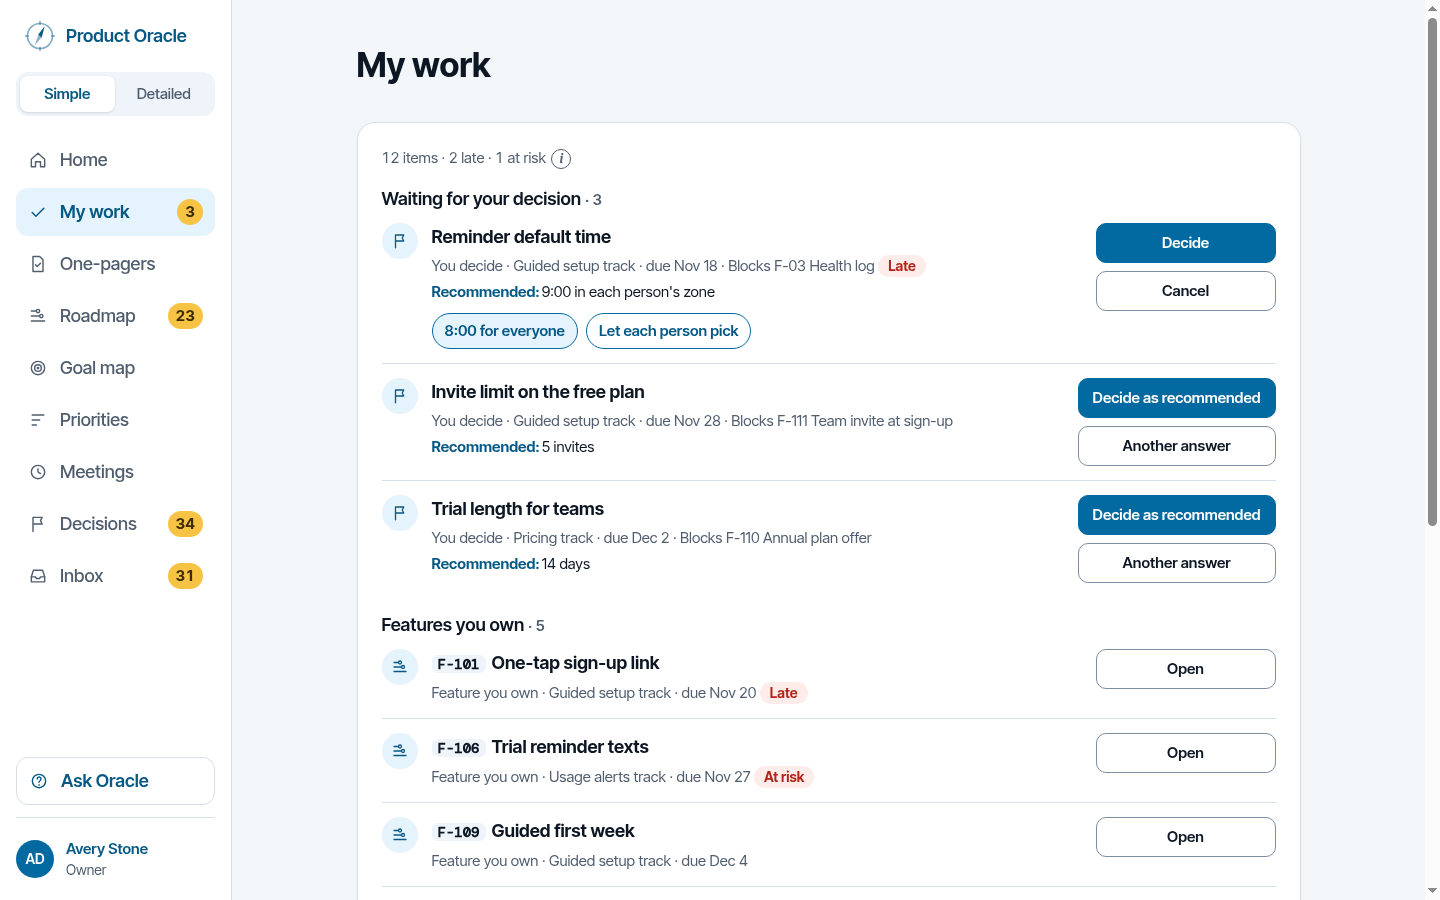 Product Oracle
Simple Detailed
Home
My work 3
One-pagers
Roadmap 23
Goal map
Priorities
Meetings
Decisions 34
Inbox 31
Ask Oracle
AD
Avery Stone
Owner
My work
12 items · 2 late · 1 at risk i
Waiting for your decision · 3
Reminder default time
You decide · Guided setup track · due Nov 18 · Blocks F-03 Health log Late
Recommended: 9:00 in each person's zone
8:00 for everyone Let each person pick
Decide
Cancel
Invite limit on the free plan
You decide · Guided setup track · due Nov 28 · Blocks F-111 Team invite at sign-up
Recommended: 5 invites
Decide as recommended
Another answer
Trial length for teams
You decide · Pricing track · due Dec 2 · Blocks F-110 Annual plan offer
Recommended: 14 days
Decide as recommended
Another answer
Features you own · 5
F-101 One-tap sign-up link
Feature you own · Guided setup track · due Nov 20 Late
Open
F-106 Trial reminder texts
Feature you own · Usage alerts track · due Nov 27 At risk
Open
F-109 Guided first week
Feature you own · Guided setup track · due Dec 4
Open